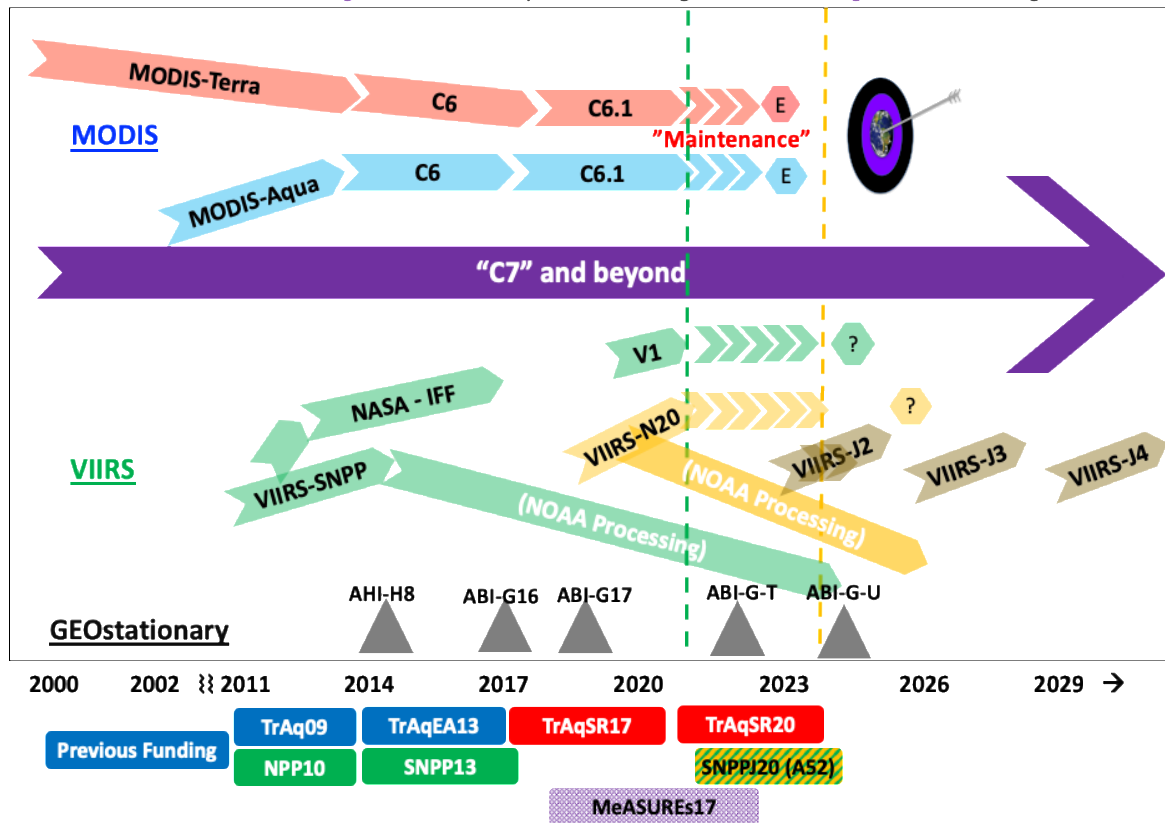 MODIS-Terra
C6
C6.1
E
"Maintenance"
MODIS
MODIS-Aqua
C6
C6.1
E
"C7" and beyond
V1
?
NASA - IFF
VIIRS-N20
?
VIIRS
VIIRS-SNPP
(NOAA Processing)
(NOAA Processing)
VIIRS-J2
VIIRS-J3
VIIRS-J4
AHI-H8
ABI-G16
ABI-G17
ABI-G-T
ABI-G-U
GEOstationary
2000 2002 2011 2014 2017 2020 2023 2026 2029
Previous Funding
TrAq09
TrAqEA13
TrAqSR17
TrAqSR20
NPP10
SNPP13
SNPPJ20 (A52)
MeASUREs17